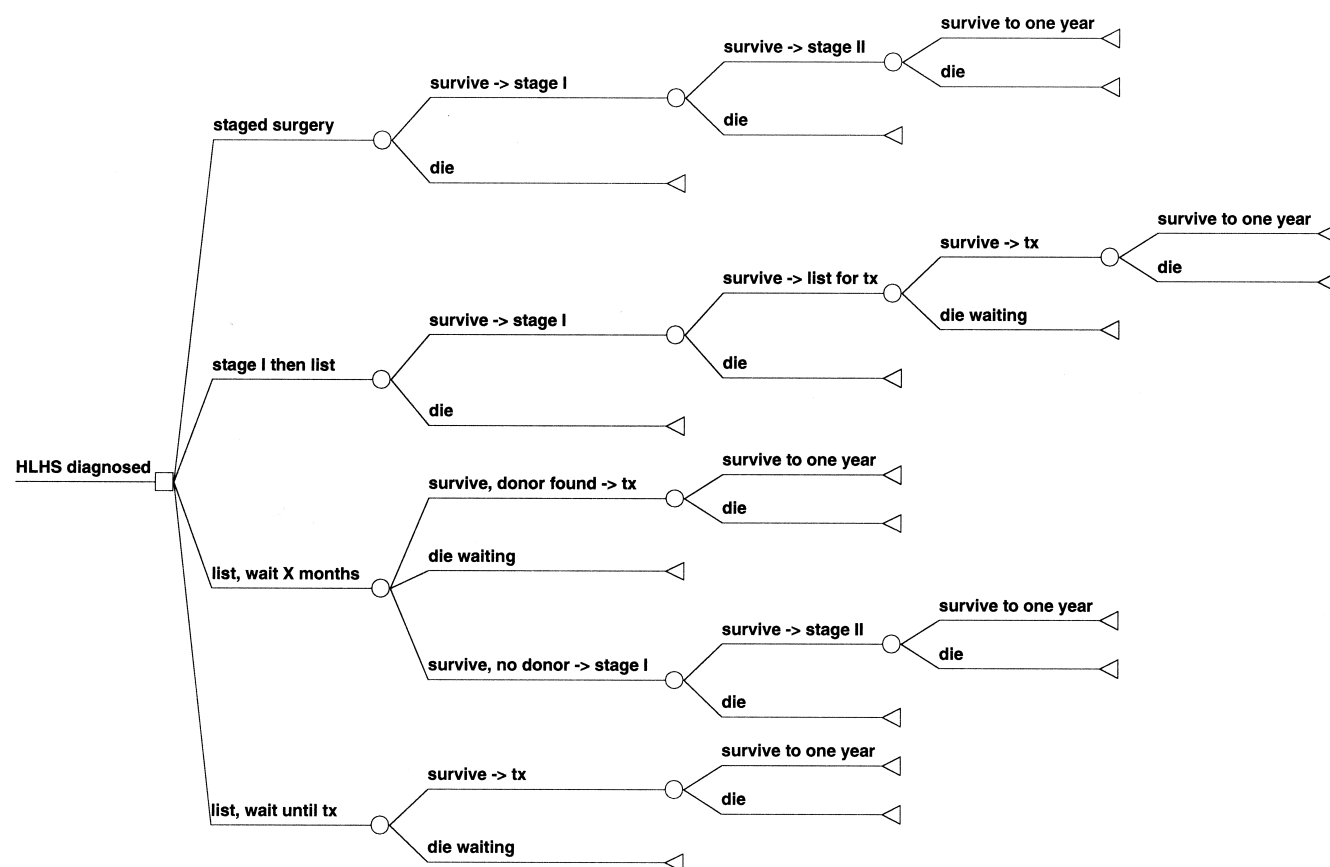 survive to one year
survive -> stage II
die
survive -> stage I
die
staged surgery
die
survive to one year
survive -> tx
die
survive -> list for tx
die waiting
survive -> stage I
stage I then list
die
die
HLHS diagnosed
survive to one year
survive, donor found -> tx
die
die waiting
list, wait X months
survive to one year
survive -> stage II
die
survive, no donor -> stage I
die
survive to one year
survive -> tx
die
list, wait until tx
die waiting